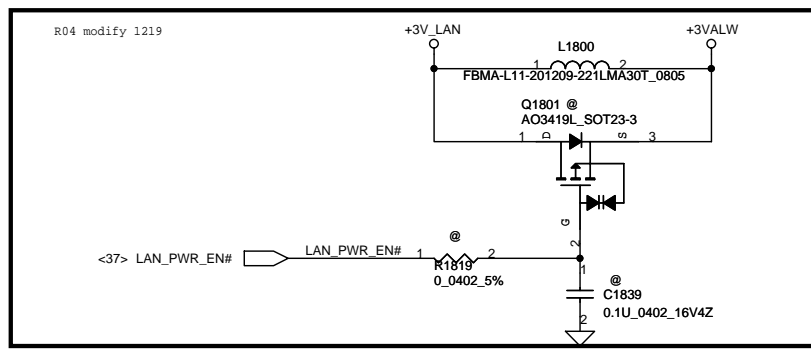 R04 modify 1219
+3V_LAN
+3VALW
L1800
1 2
FBMA-L11-201209-221LMA30T_0805
Q1801 @
AO3419L_SOT23-3
1 D S 3
G
2
@
<37> LAN_PWR_EN# LAN_PWR_EN# 1 2
R1819
0_0402_5%
1
@
C1839
0.1U_0402_16V4Z
2